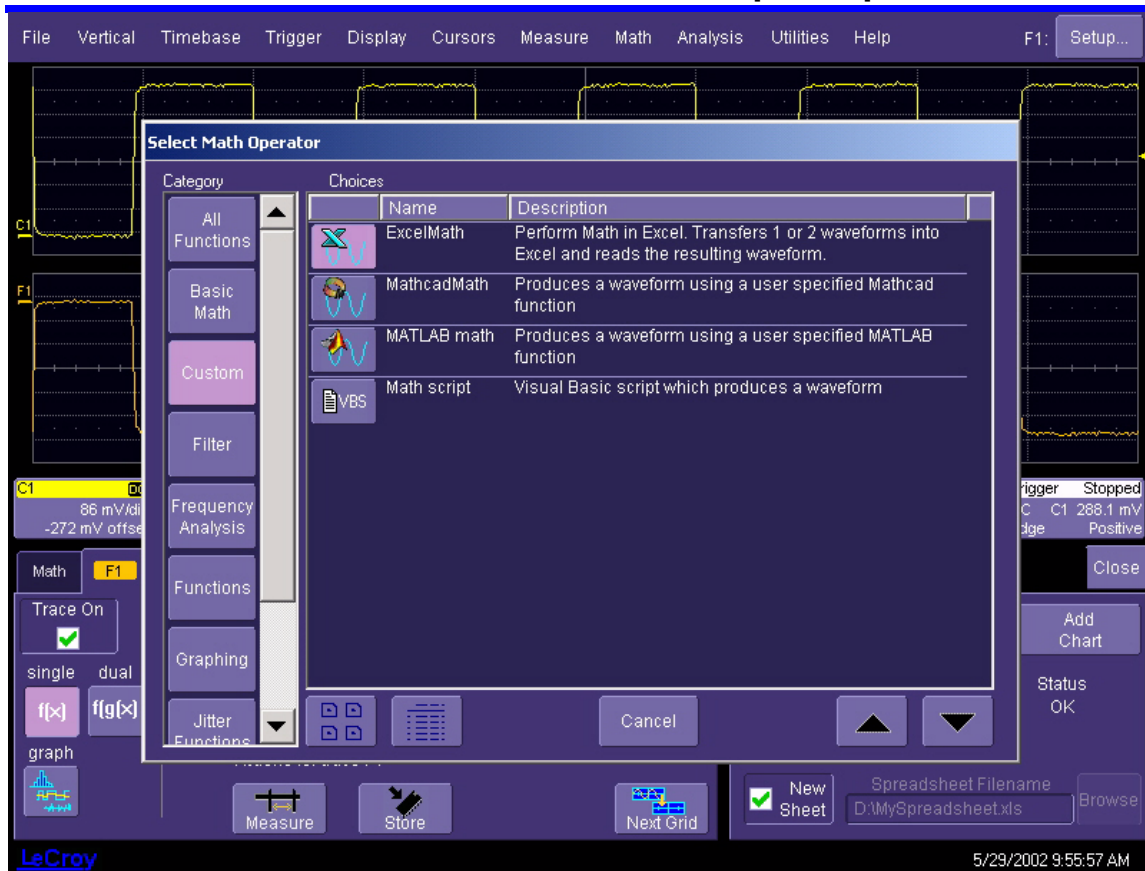 File Vertical Timebase Trigger Display Cursors Measure Math Analysis Utilities Help F1: Setup...
Select Math Operator
Category Choices
Name Description
All Functions
Basic Math
Custom
Filter
Frequency Analysis
Functions
Graphing
Jitter Functions
ExcelMath Perform Math in Excel. Transfers 1 or 2 waveforms into
Excel and reads the resulting waveform.
MathcadMath Produces a waveform using a user specified Mathcad
function
MATLAB math Produces a waveform using a user specified MATLAB
function
VBS Math script Visual Basic script which produces a waveform
Cancel
C1
F1
C1
86 mV/di
-272 mV offse
rigger Stopped
C C1 288.1 mV
dge Positive
Math F1 Close
Trace On
single dual
f(x) f(g(x)
graph
Measure
Store
Next Grid
Add
Chart
Status
OK
New
Sheet
Spreadsheet Filename
D:\MySpreadsheet.xls
Browse
LeCroy
5/29/2002 9:55:57 AM